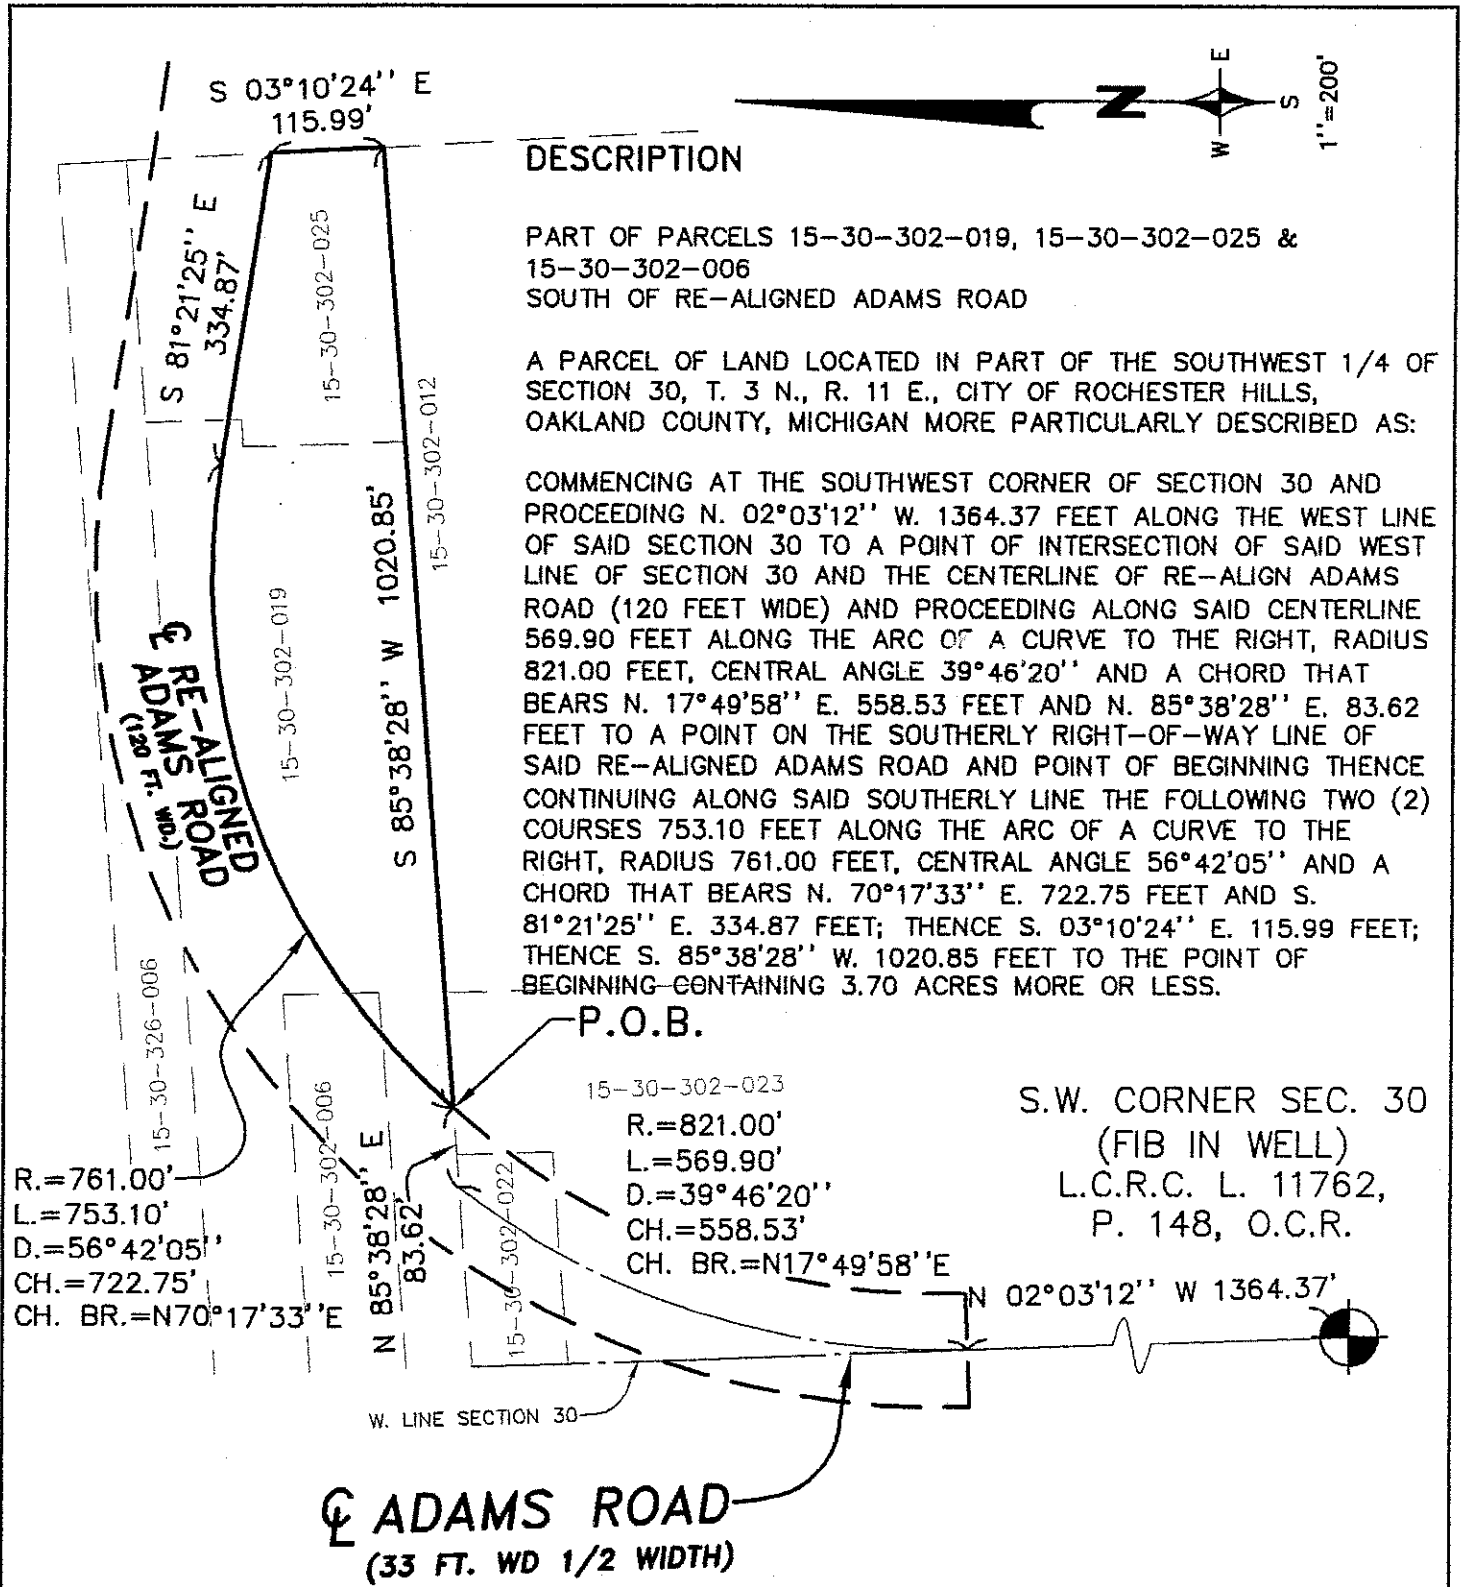 S 03°10'24'' E
115.99'
N
E
S
W
1''=200'
S 81°21'25'' E
334.87'
15-30-302-025
15-30-302-012
S 85°38'28'' W 1020.85'
15-30-302-019
℄ RE-ALIGNED
ADAMS ROAD
(120 FT. WD.)
DESCRIPTION
PART OF PARCELS 15-30-302-019, 15-30-302-025 &
15-30-302-006
SOUTH OF RE-ALIGNED ADAMS ROAD
A PARCEL OF LAND LOCATED IN PART OF THE SOUTHWEST 1/4 OF
SECTION 30, T. 3 N., R. 11 E., CITY OF ROCHESTER HILLS,
OAKLAND COUNTY, MICHIGAN MORE PARTICULARLY DESCRIBED AS:
COMMENCING AT THE SOUTHWEST CORNER OF SECTION 30 AND
PROCEEDING N. 02°03'12'' W. 1364.37 FEET ALONG THE WEST LINE
OF SAID SECTION 30 TO A POINT OF INTERSECTION OF SAID WEST
LINE OF SECTION 30 AND THE CENTERLINE OF RE-ALIGN ADAMS
ROAD (120 FEET WIDE) AND PROCEEDING ALONG SAID CENTERLINE
569.90 FEET ALONG THE ARC OF A CURVE TO THE RIGHT, RADIUS
821.00 FEET, CENTRAL ANGLE 39°46'20'' AND A CHORD THAT
BEARS N. 17°49'58'' E. 558.53 FEET AND N. 85°38'28'' E. 83.62
FEET TO A POINT ON THE SOUTHERLY RIGHT-OF-WAY LINE OF
SAID RE-ALIGNED ADAMS ROAD AND POINT OF BEGINNING THENCE
CONTINUING ALONG SAID SOUTHERLY LINE THE FOLLOWING TWO (2)
COURSES 753.10 FEET ALONG THE ARC OF A CURVE TO THE
RIGHT, RADIUS 761.00 FEET, CENTRAL ANGLE 56°42'05'' AND A
CHORD THAT BEARS N. 70°17'33'' E. 722.75 FEET AND S.
81°21'25'' E. 334.87 FEET; THENCE S. 03°10'24'' E. 115.99 FEET;
THENCE S. 85°38'28'' W. 1020.85 FEET TO THE POINT OF
BEGINNING CONTAINING 3.70 ACRES MORE OR LESS.
P.O.B.
15-30-326-006
15-30-302-006
N 85°38'28'' E
83.62'
15-30-302-022
R.=761.00'
L.=753.10'
D.=56°42'05''
CH.=722.75'
CH. BR.=N70°17'33''E
15-30-302-023
R.=821.00'
L.=569.90'
D.=39°46'20''
CH.=558.53'
CH. BR.=N17°49'58''E
S.W. CORNER SEC. 30
(FIB IN WELL)
L.C.R.C. L. 11762,
P. 148, O.C.R.
N 02°03'12'' W 1364.37'
W. LINE SECTION 30
℄ ADAMS ROAD
(33 FT. WD 1/2 WIDTH)